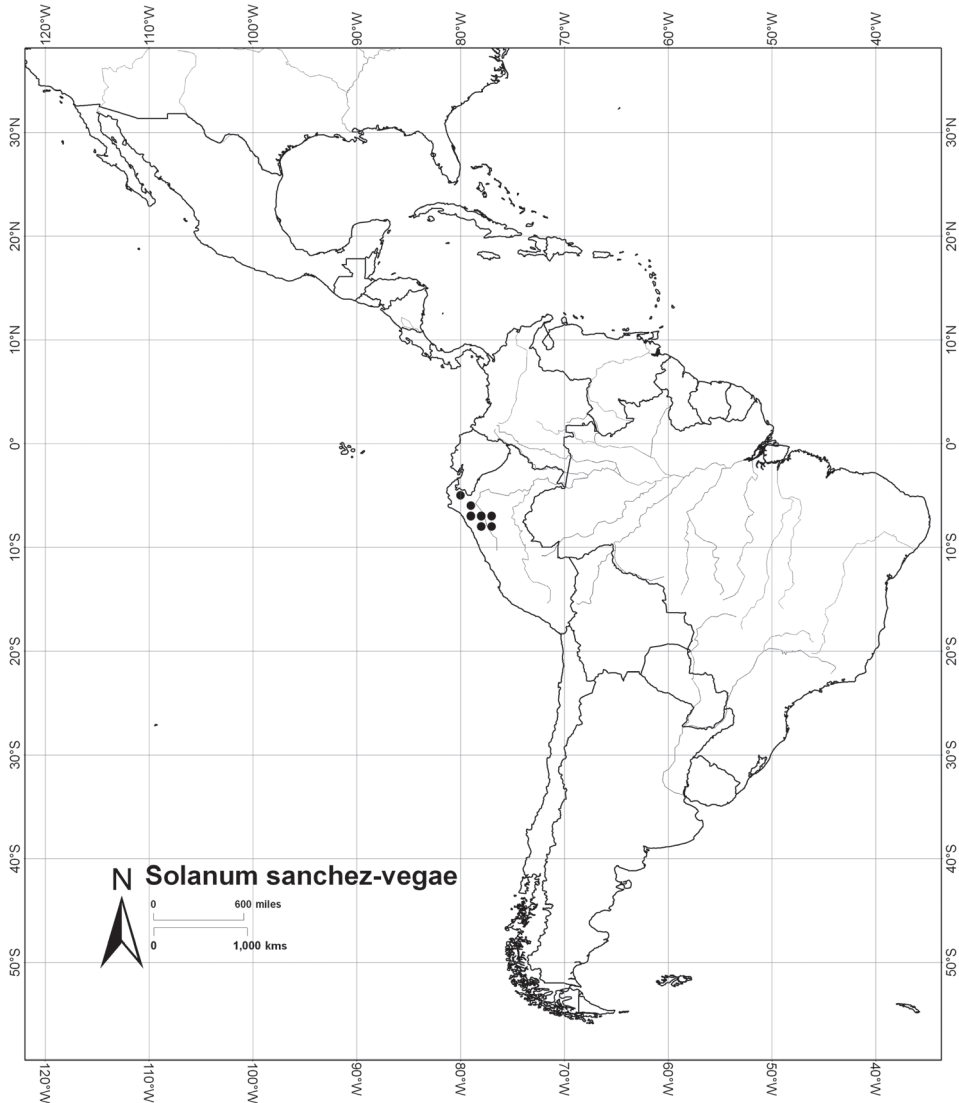 120°W 110°W 100°W 90°W 80°W 70°W 60°W 50°W 40°W
30°N 30°N
20°N 20°N
10°N 10°N
0° 0°
10°S 10°S
20°S 20°S
30°S 30°S
40°S 40°S
N Solanum sanchez-vegae
0 600 miles
0 1,000 kms
50°S 50°S
120°W 110°W 100°W 90°W 80°W 70°W 60°W 50°W 40°W